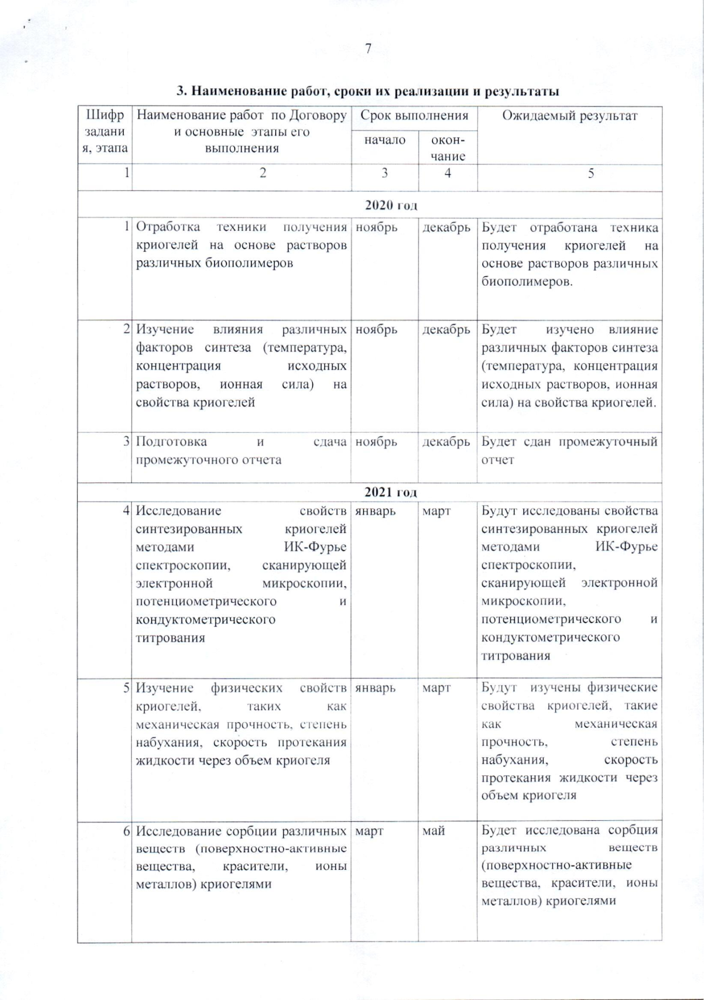 7
3. Наименование работ, сроки их реализации и результаты
Шифр
задани
я, этапа
Наименование работ по Договору
и основные этапы его
выполнения
Срок выполнения
начало
окон-
чание
Ожидаемый результат
1
2
3
4
5
2020 год
1
Отработка техники получения
криогелей на основе растворов
различных биополимеров
ноябрь
декабрь
Будет отработана техника
получения криогелей на
основе растворов различных
биополимеров.
2
Изучение влияния различных
факторов синтеза (температура,
концентрация исходных
растворов, ионная сила) на
свойства криогелей
ноябрь
декабрь
Будет изучено влияние
различных факторов синтеза
(температура, концентрация
исходных растворов, ионная
сила) на свойства криогелей.
3
Подготовка и сдача
промежуточного отчета
ноябрь
декабрь
Будет сдан промежуточный
отчет
2021 год
4
Исследование свойств
синтезированных криогелей
методами ИК-Фурье
спектроскопии, сканирующей
электронной микроскопии,
потенциометрического и
кондуктометрического
титрования
январь
март
Будут исследованы свойства
синтезированных криогелей
методами ИК-Фурье
спектроскопии,
сканирующей электронной
микроскопии,
потенциометрического и
кондуктометрического
титрования
5
Изучение физических свойств
криогелей, таких как
механическая прочность, степень
набухания, скорость протекания
жидкости через объем криогеля
январь
март
Будут изучены физические
свойства криогелей, такие
как механическая
прочность, степень
набухания, скорость
протекания жидкости через
объем криогеля
6
Исследование сорбции различных
веществ (поверхностно-активные
вещества, красители, ионы
металлов) криогелями
март
май
Будет исследована сорбция
различных веществ
(поверхностно-активные
вещества, красители, ионы
металлов) криогелями